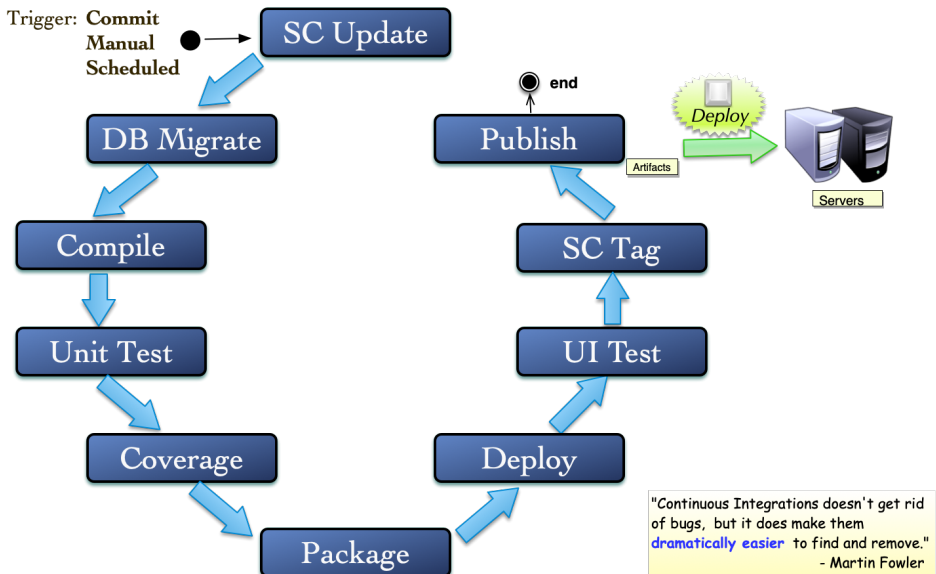 Trigger: Commit
Manual
Scheduled
SC Update
DB Migrate
Compile
Unit Test
Coverage
Package
Deploy
UI Test
SC Tag
Publish
end
Artifacts
Deploy
Servers
"Continuous Integrations doesn't get rid
of bugs, but it does make them
dramatically easier to find and remove."
- Martin Fowler